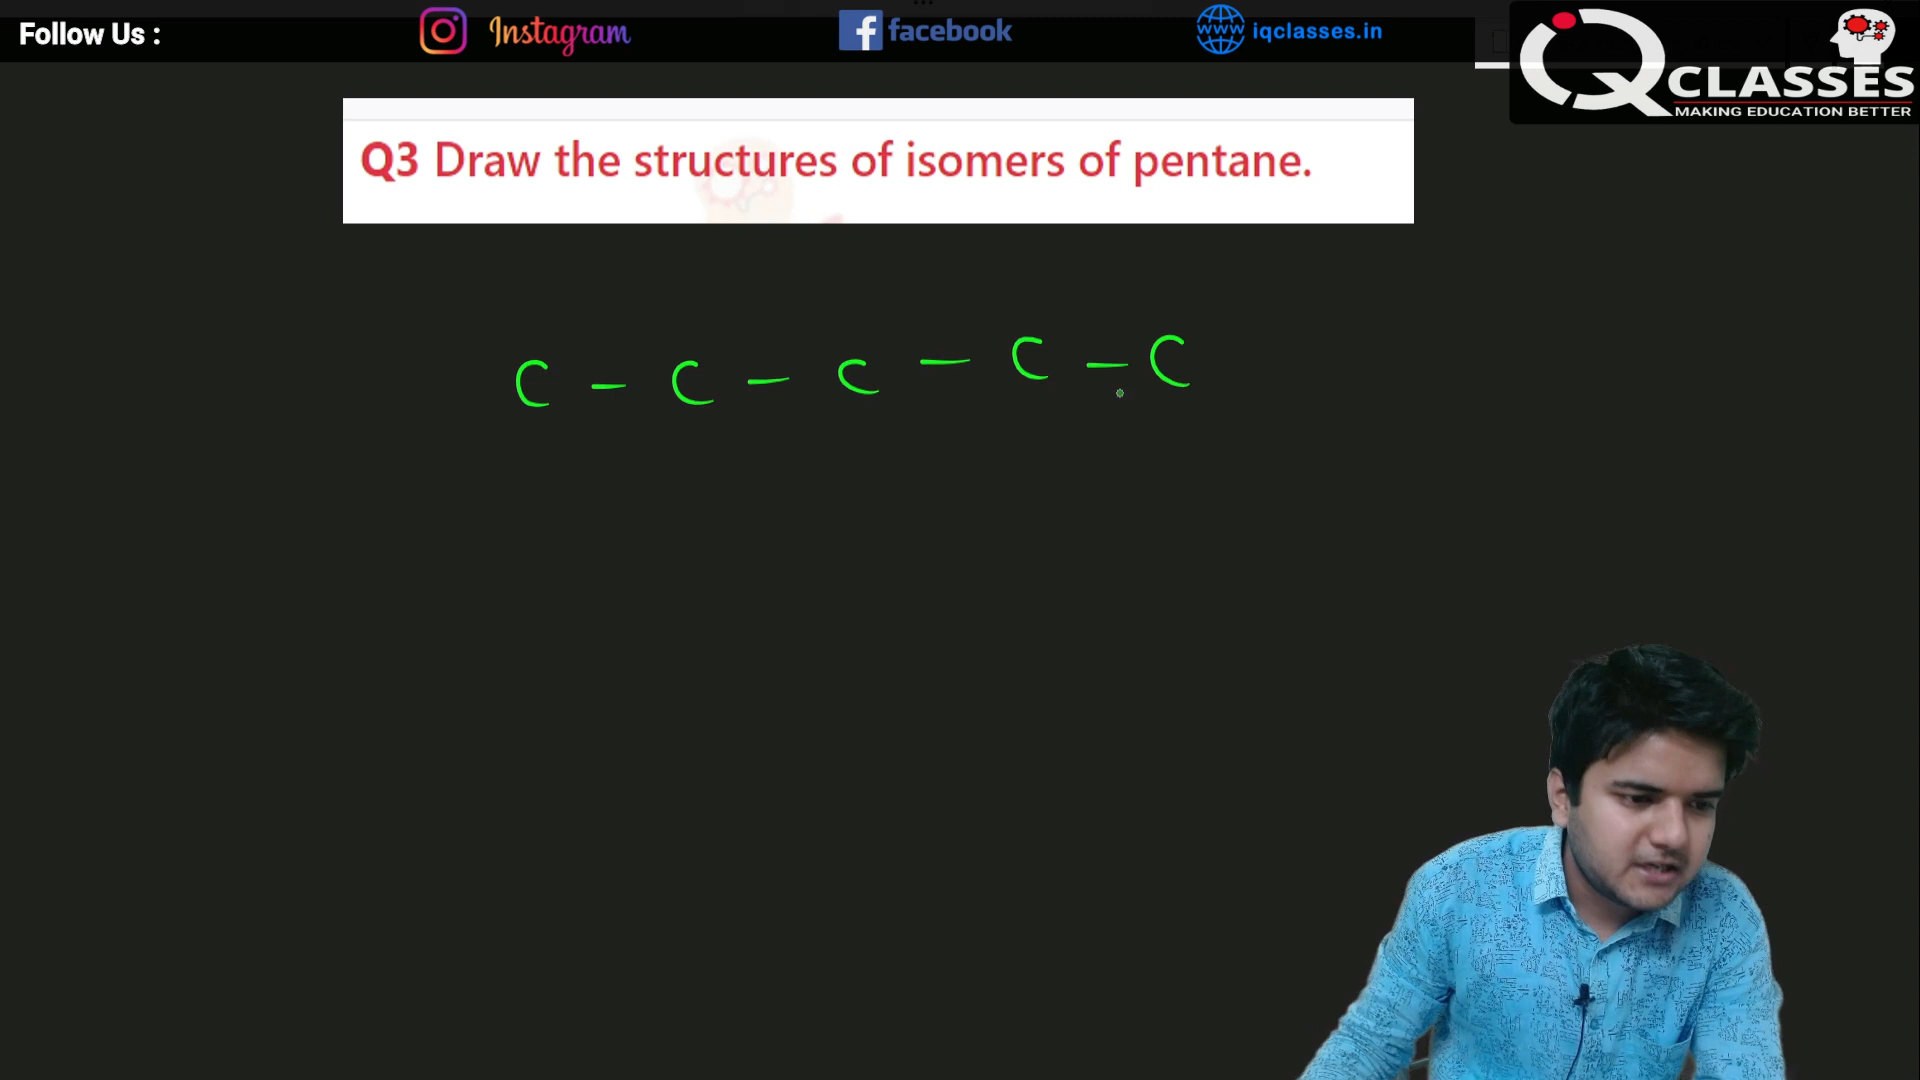 Follow Us :
Instagram
facebook
www iqclasses.in
IQ CLASSES
MAKING EDUCATION BETTER
Q3 Draw the structures of isomers of pentane.
C – C – C – C – C